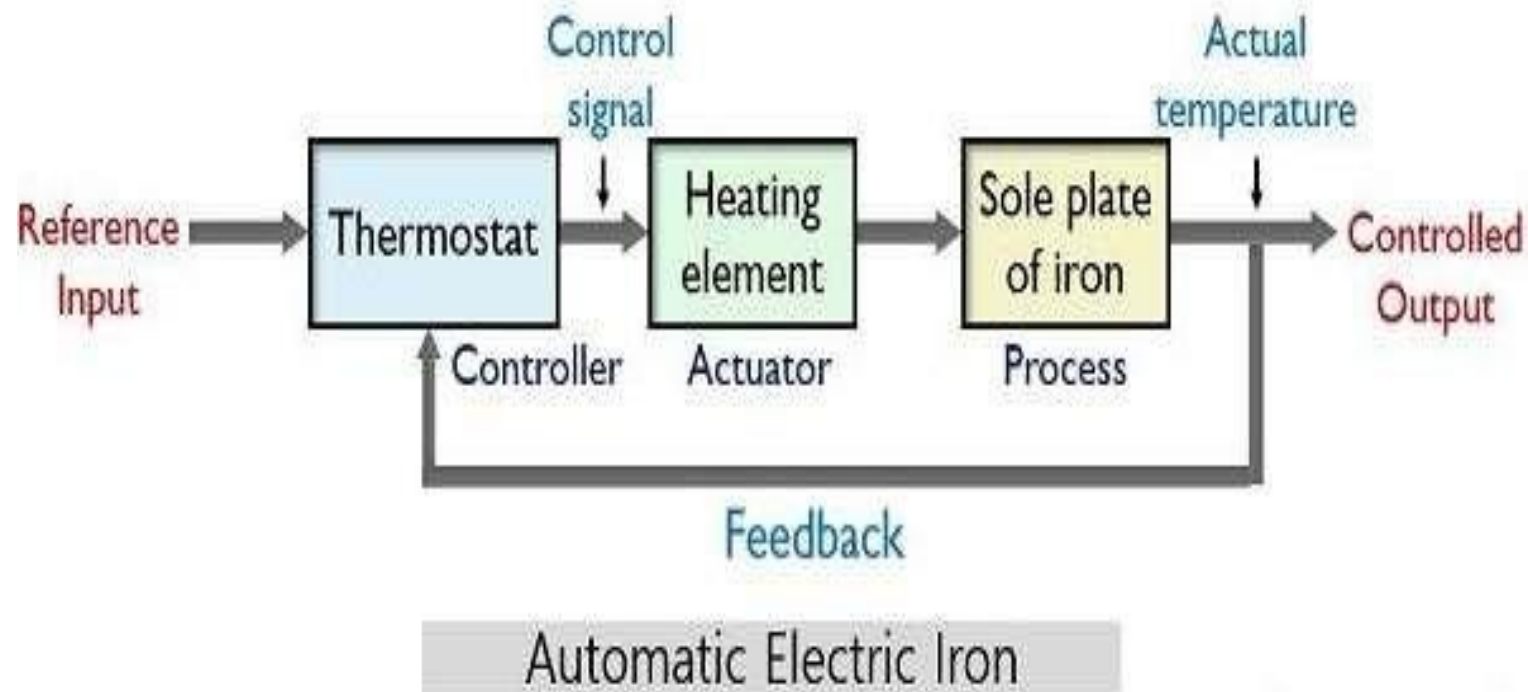 Control
signal
Actual
temperature
Reference
Input
Thermostat
Heating
element
Sole plate
of iron
Controlled
Output
Controller
Actuator
Process
Feedback
Automatic Electric Iron